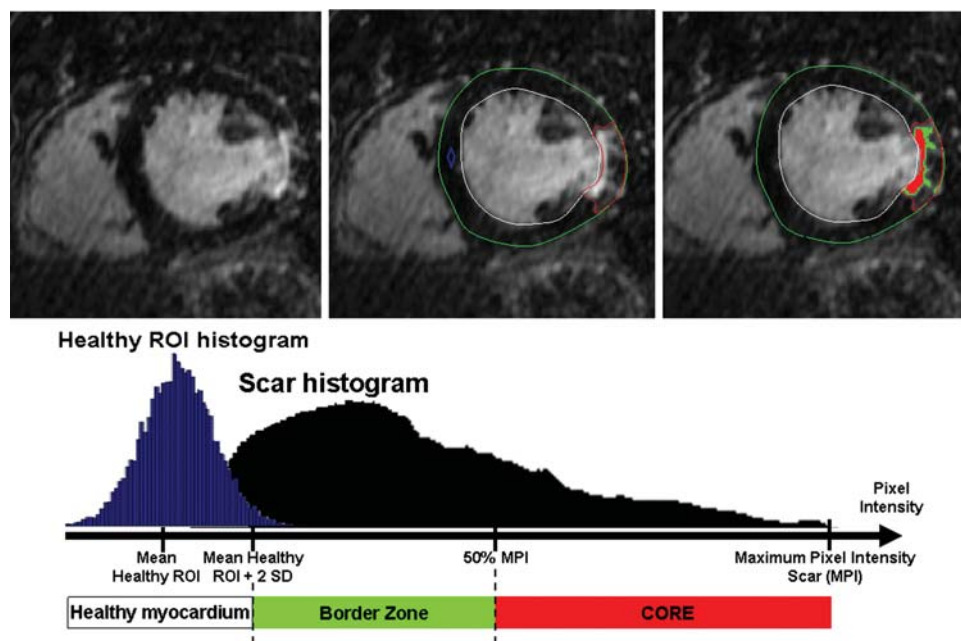 Healthy ROI histogram
Scar histogram
Pixel
Intensity
Mean
Healthy ROI
Mean Healthy
ROI + 2 SD
50% MPI
Maximum Pixel Intensity
Scar (MPI)
Healthy myocardium
Border Zone
CORE